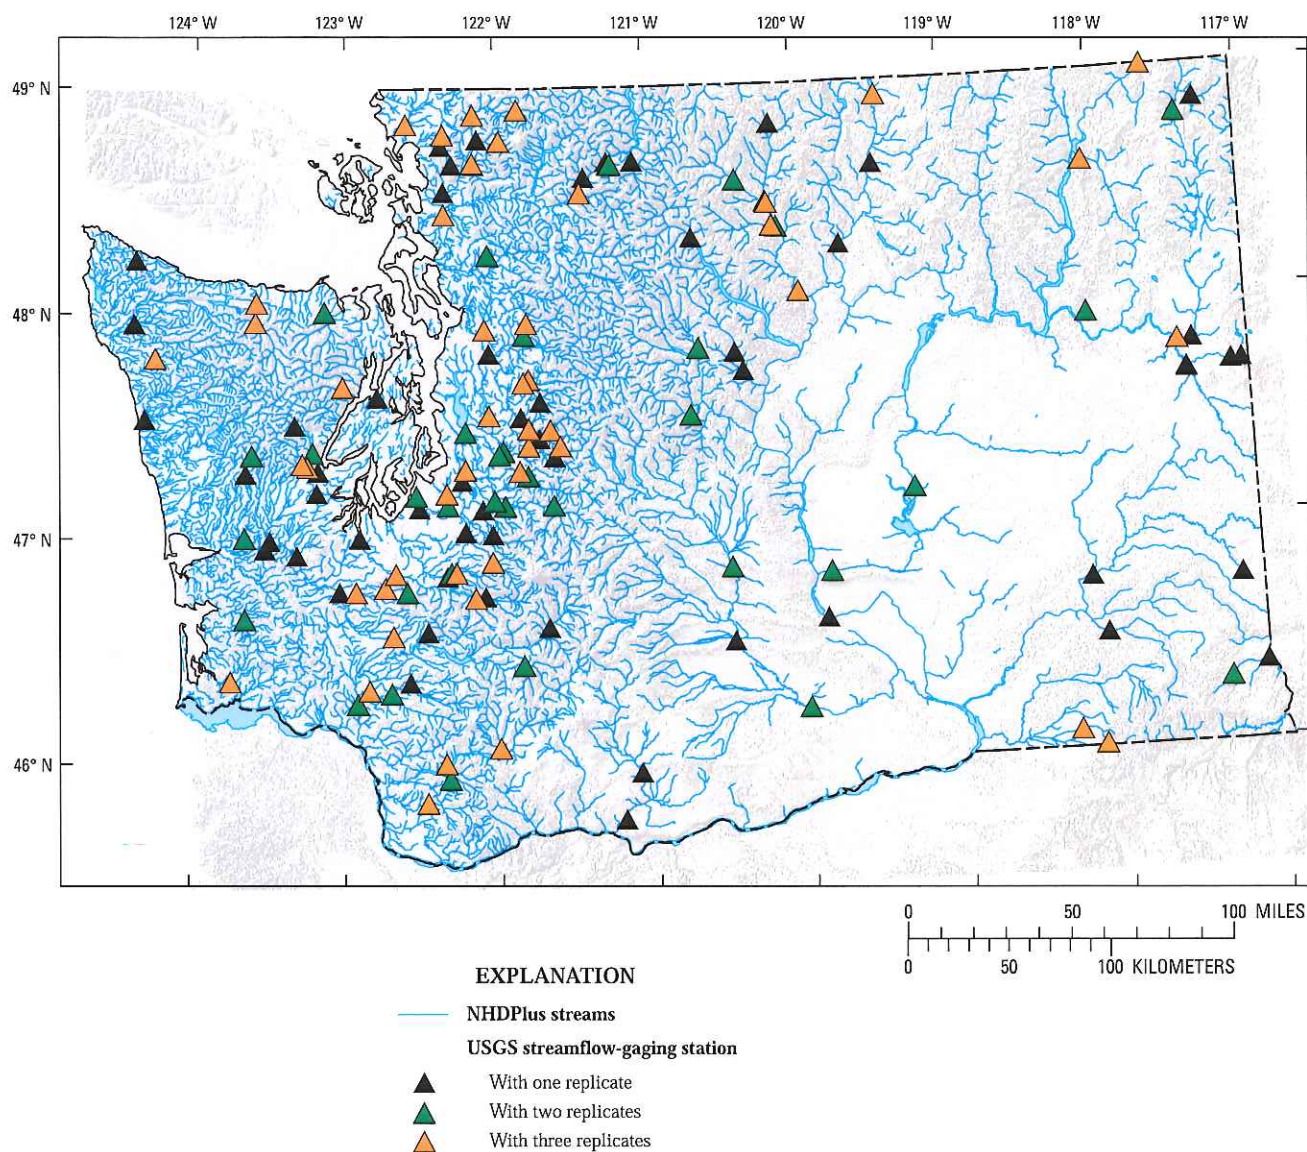 124° W 123° W 122° W 121° W 120° W 119° W 118° W 117° W
49° N
48° N
47° N
46° N
0 50 100 MILES
0 50 100 KILOMETERS
EXPLANATION
NHDPlus streams
USGS streamflow-gaging station
With one replicate
With two replicates
With three replicates